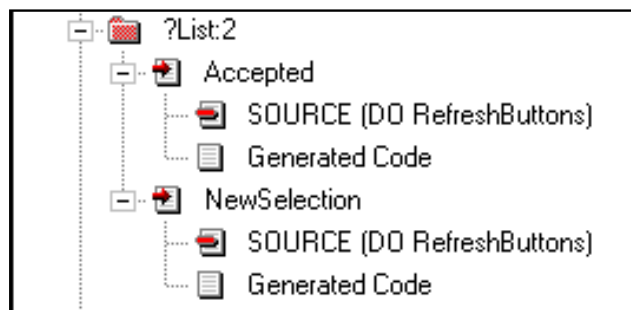 ?List:2
Accepted
SOURCE (DO RefreshButtons)
Generated Code
NewSelection
SOURCE (DO RefreshButtons)
Generated Code